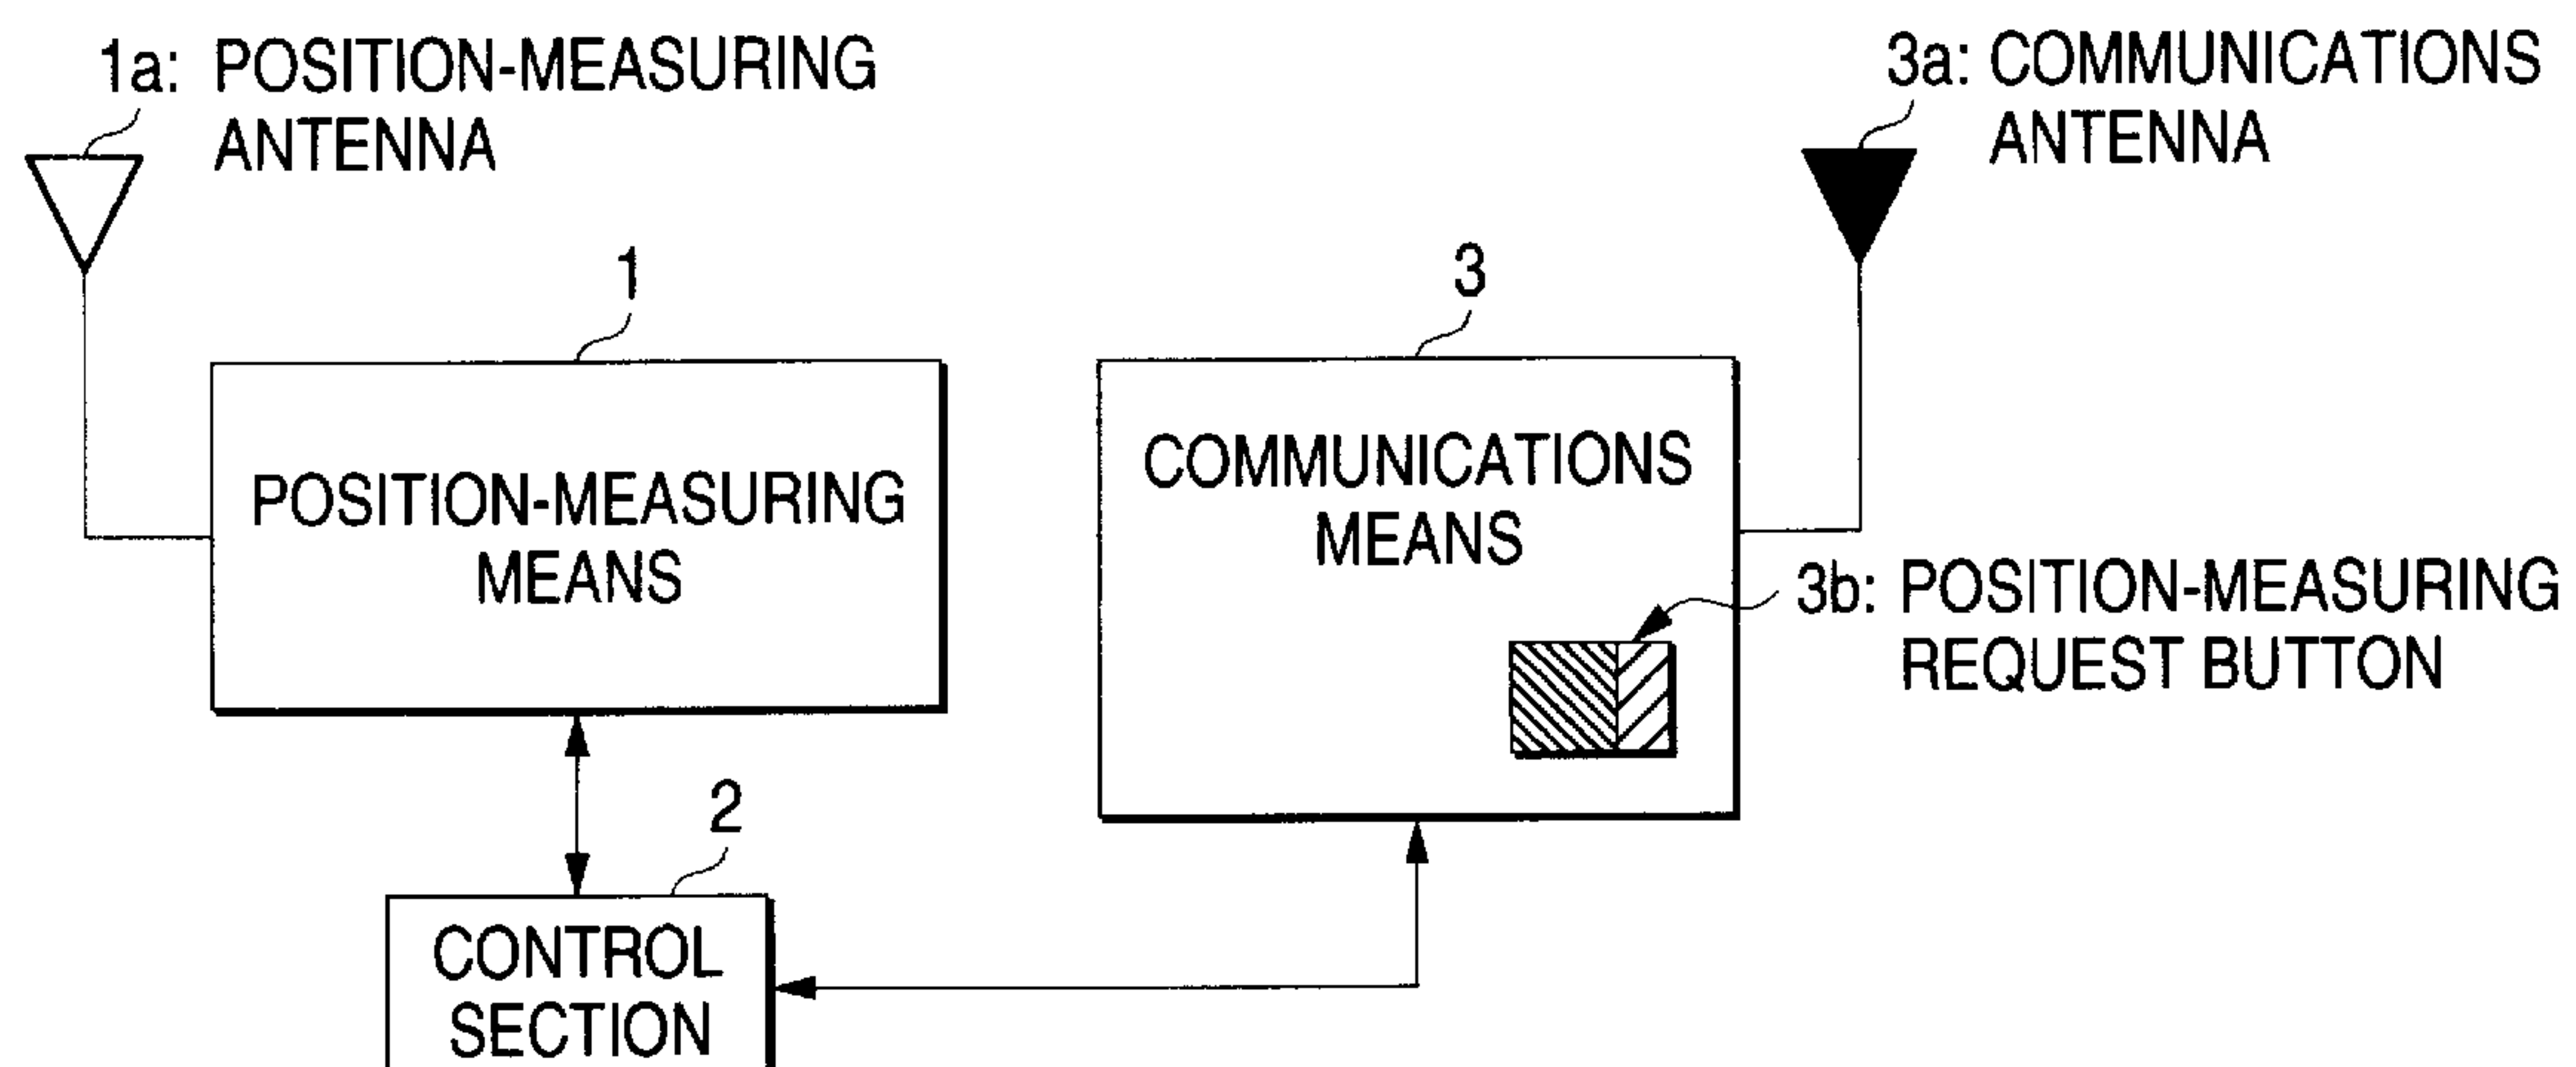 1a: POSITION-MEASURING
ANTENNA
3a: COMMUNICATIONS
ANTENNA
1
3
POSITION-MEASURING
MEANS
COMMUNICATIONS
MEANS
3b: POSITION-MEASURING
REQUEST BUTTON
2
CONTROL
SECTION